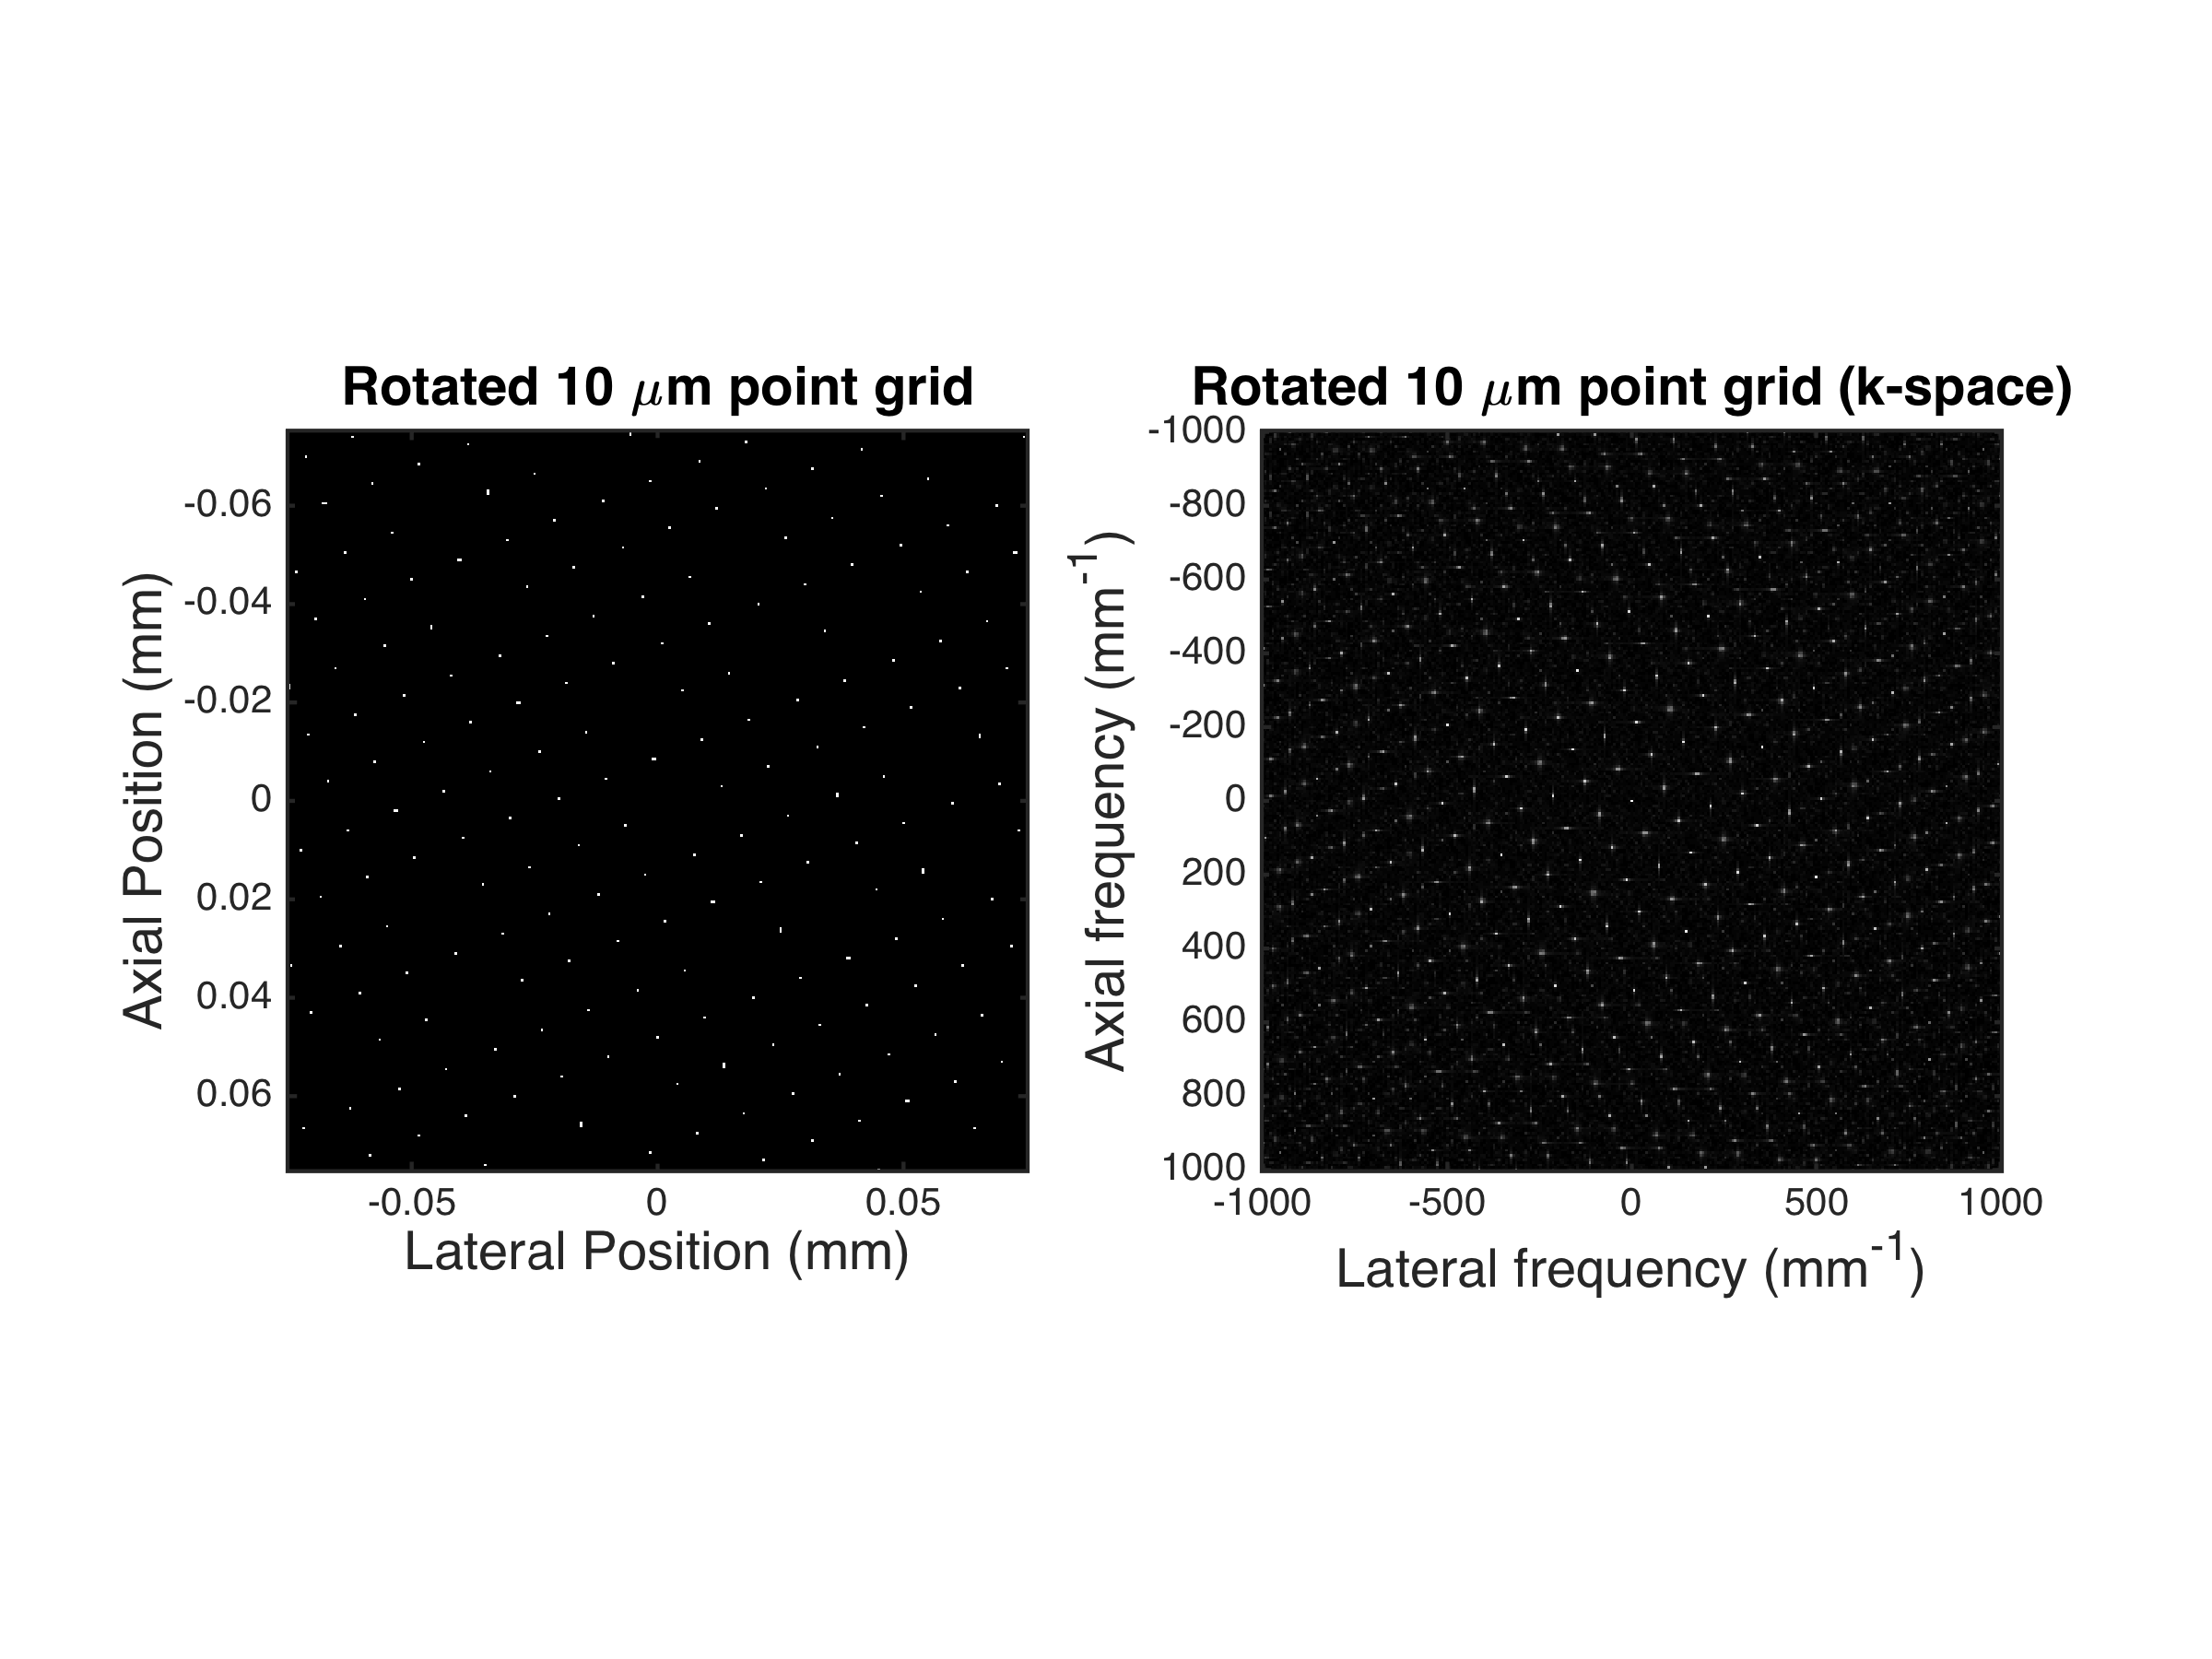 Rotated 10 μm point grid
Axial Position (mm)
-0.06
-0.04
-0.02
0
0.02
0.04
0.06
-0.05 0 0.05
Lateral Position (mm)
Rotated 10 μm point grid (k-space)
Axial frequency (mm⁻¹)
-1000
-800
-600
-400
-200
0
200
400
600
800
1000
-1000 -500 0 500 1000
Lateral frequency (mm⁻¹)